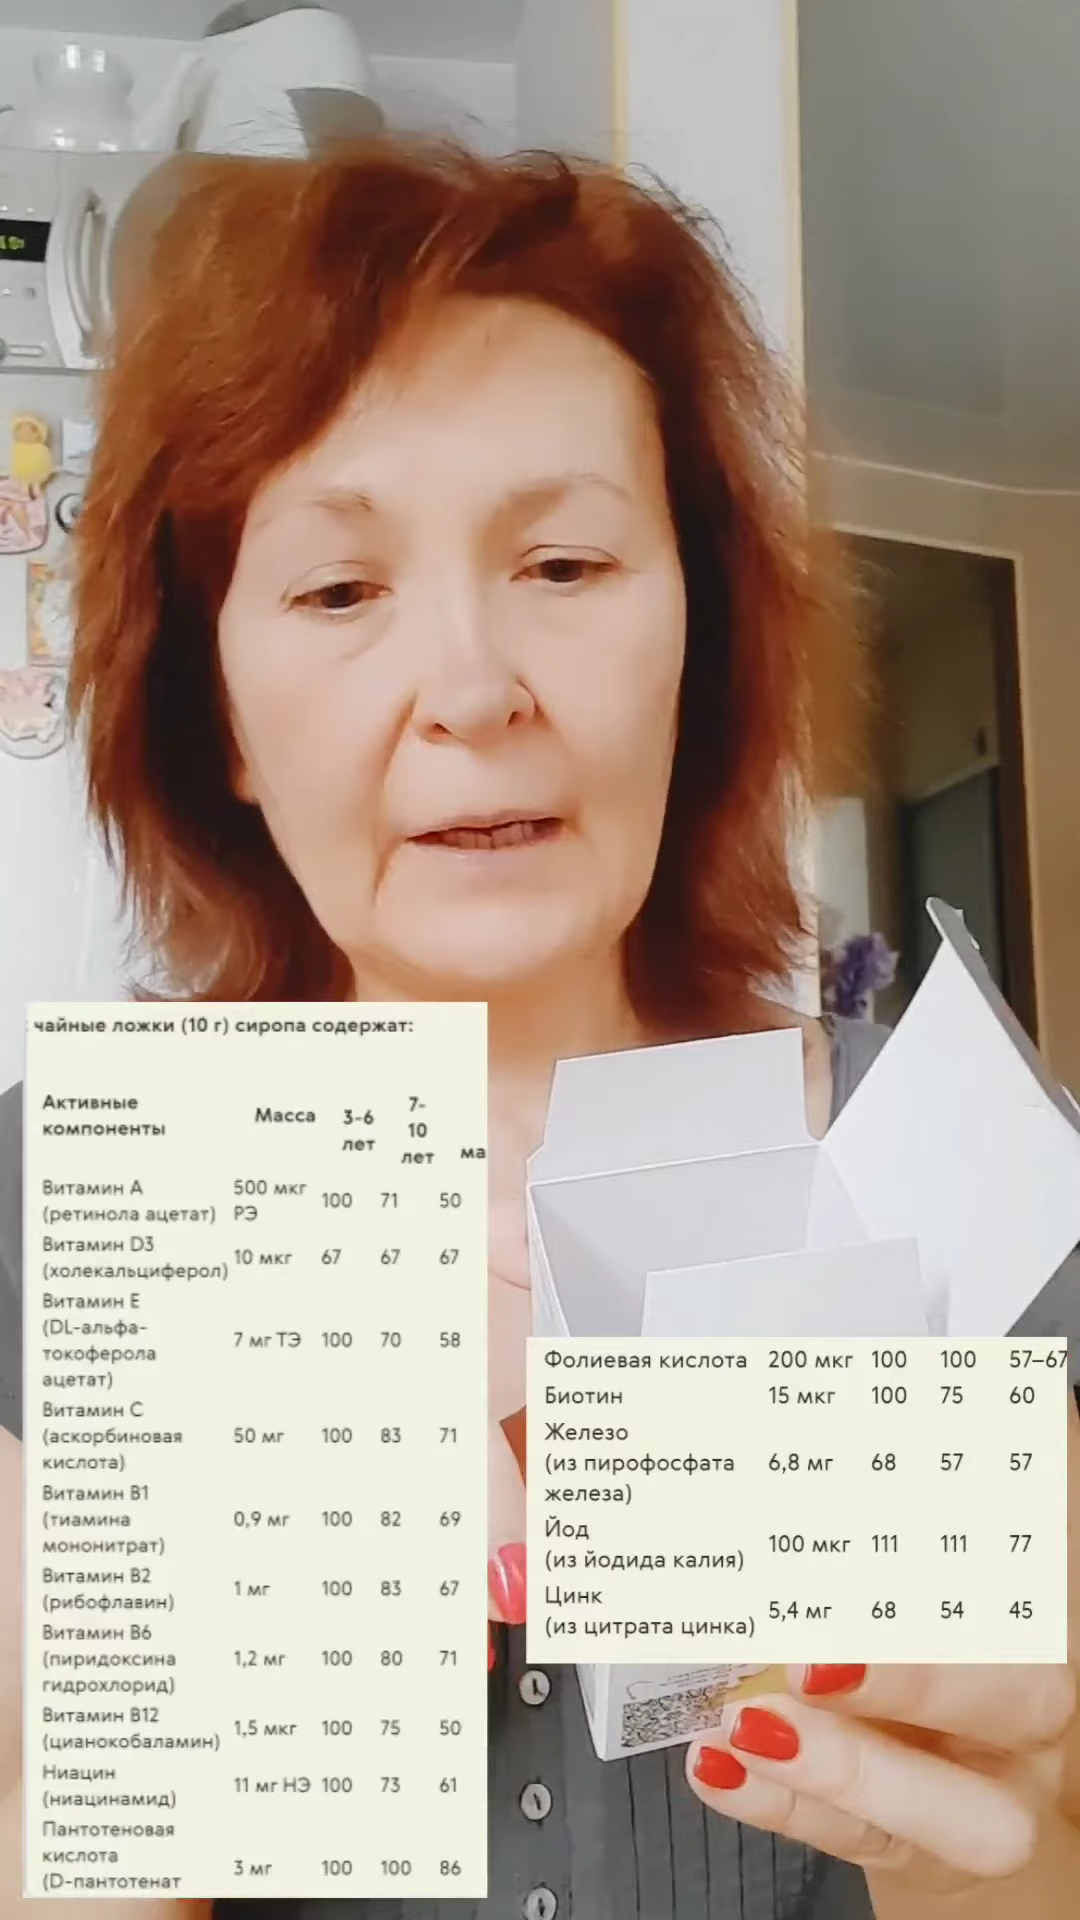 чайные ложки (10 г) сиропа содержат:
Активные
компоненты
Масса
3-6
лет
7-
10
лет
ма
Витамин А
(ретинола ацетат)
500 мкг
РЭ
100 71 50
Витамин D3
(холекальциферол)
10 мкг 67 67 67
Витамин Е
(DL-альфа-
токоферола
ацетат)
7 мг ТЭ 100 70 58
Витамин С
(аскорбиновая
кислота)
50 мг 100 83 71
Витамин В1
(тиамина
мононитрат)
0,9 мг 100 82 69
Витамин В2
(рибофлавин)
1 мг 100 83 67
Витамин В6
(пиридоксина
гидрохлорид)
1,2 мг 100 80 71
Витамин В12
(цианокобаламин)
1,5 мкг 100 75 50
Ниацин
(ниацинамид)
11 мг НЭ 100 73 61
Пантотеновая
кислота
(D-пантотенат
3 мг 100 100 86
Фолиевая кислота 200 мкг 100 100 57–67
Биотин 15 мкг 100 75 60
Железо
(из пирофосфата
железа)
6,8 мг 68 57 57
Йод
(из йодида калия)
100 мкг 111 111 77
Цинк
(из цитрата цинка)
5,4 мг 68 54 45